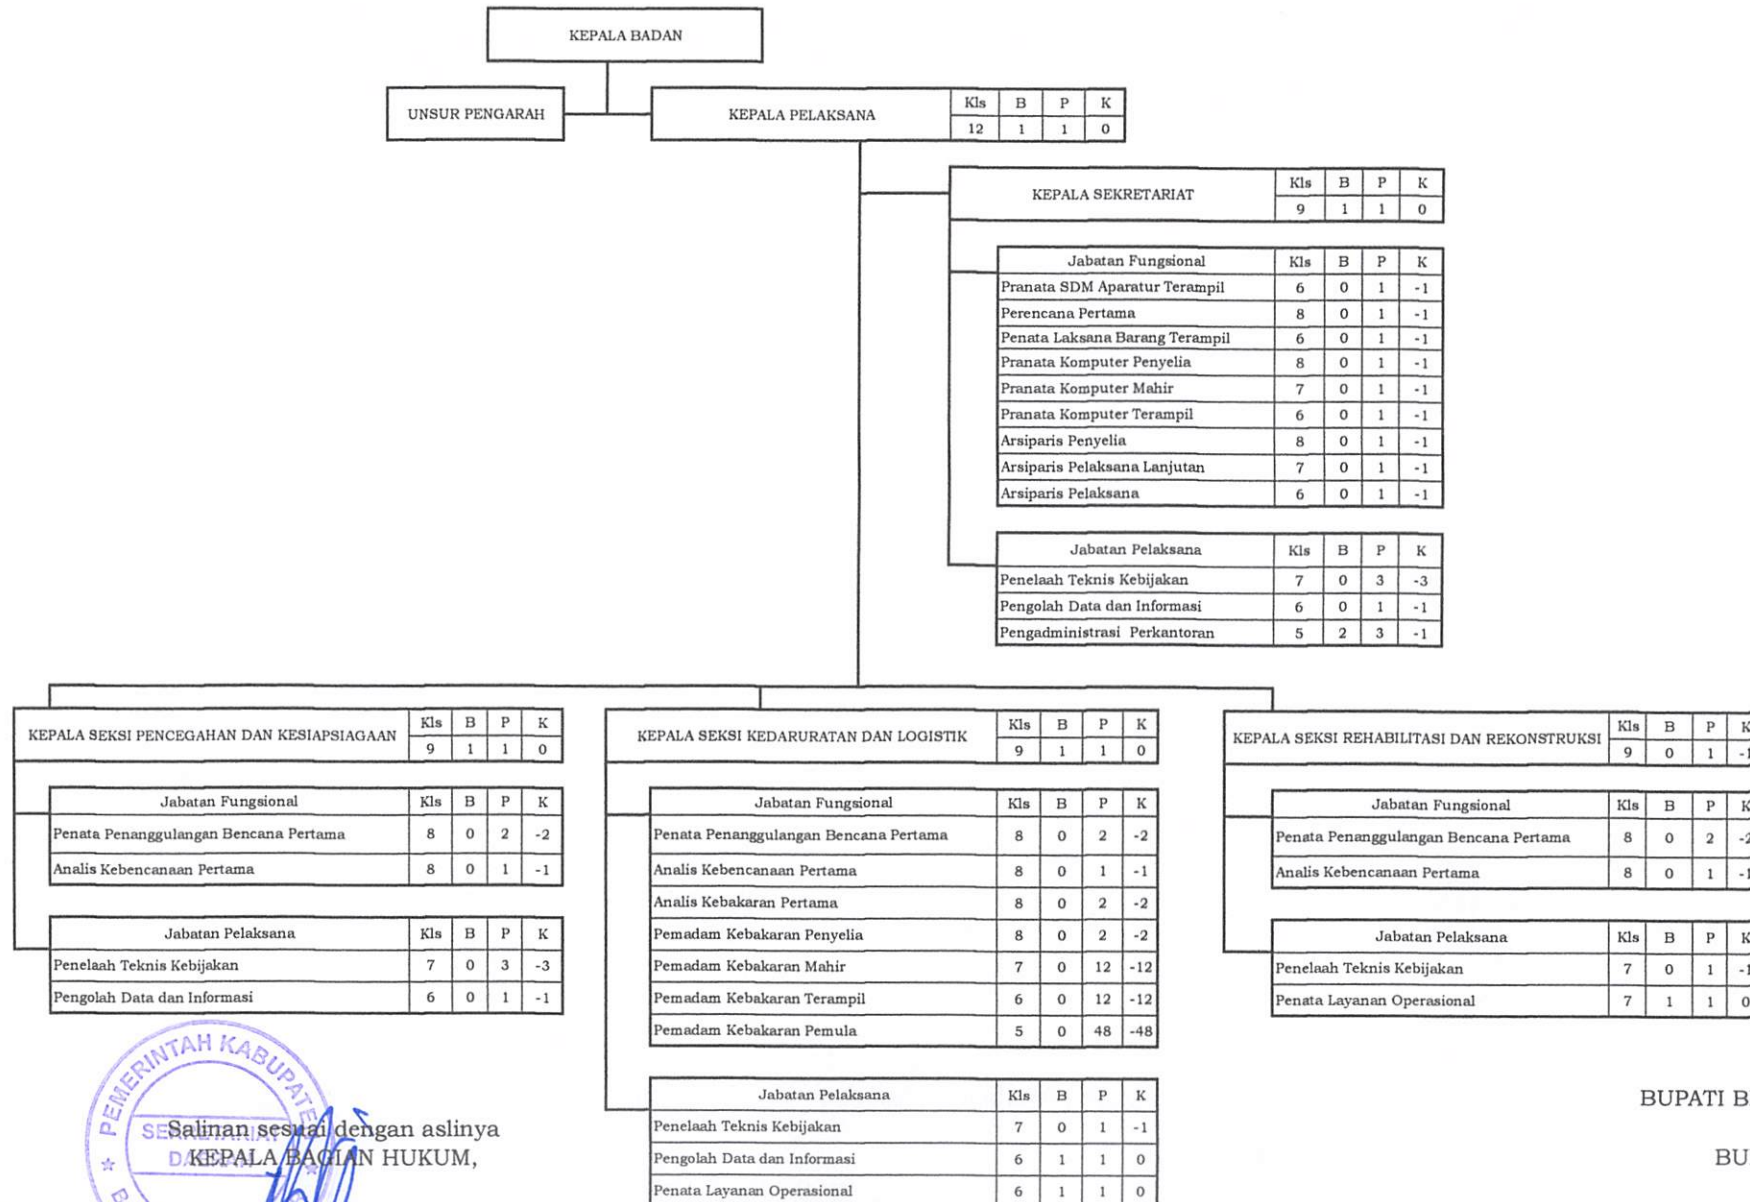 KEPALA BADAN
UNSUR PENGARAH
KEPALA PELAKSANA Kls B P K
12 1 1 0
KEPALA SEKRETARIAT Kls B P K
9 1 1 0
Jabatan Fungsional Kls B P K
Pranata SDM Aparatur Terampil 6 0 1 -1
Perencana Pertama 8 0 1 -1
Penata Laksana Barang Terampil 6 0 1 -1
Pranata Komputer Penyelia 8 0 1 -1
Pranata Komputer Mahir 7 0 1 -1
Pranata Komputer Terampil 6 0 1 -1
Arsiparis Penyelia 8 0 1 -1
Arsiparis Pelaksana Lanjutan 7 0 1 -1
Arsiparis Pelaksana 6 0 1 -1
Jabatan Pelaksana Kls B P K
Penelaah Teknis Kebijakan 7 0 3 -3
Pengolah Data dan Informasi 6 0 1 -1
Pengadministrasi Perkantoran 5 2 3 -1
KEPALA SEKSI PENCEGAHAN DAN KESIAPSIAGAAN Kls B P K
9 1 1 0
Jabatan Fungsional Kls B P K
Penata Penanggulangan Bencana Pertama 8 0 2 -2
Analis Kebencanaan Pertama 8 0 1 -1
Jabatan Pelaksana Kls B P K
Penelaah Teknis Kebijakan 7 0 3 -3
Pengolah Data dan Informasi 6 0 1 -1
KEPALA SEKSI KEDARURATAN DAN LOGISTIK Kls B P K
9 1 1 0
Jabatan Fungsional Kls B P K
Penata Penanggulangan Bencana Pertama 8 0 2 -2
Analis Kebencanaan Pertama 8 0 1 -1
Analis Kebakaran Pertama 8 0 2 -2
Pemadam Kebakaran Penyelia 8 0 2 -2
Pemadam Kebakaran Mahir 7 0 12 -12
Pemadam Kebakaran Terampil 6 0 12 -12
Pemadam Kebakaran Pemula 5 0 48 -48
Jabatan Pelaksana Kls B P K
Penelaah Teknis Kebijakan 7 0 1 -1
Pengolah Data dan Informasi 6 1 1 0
Penata Layanan Operasional 6 1 1 0
KEPALA SEKSI REHABILITASI DAN REKONSTRUKSI Kls B P K
9 0 1 -1
Jabatan Fungsional Kls B P K
Penata Penanggulangan Bencana Pertama 8 0 2 -2
Analis Kebencanaan Pertama 8 0 1 -1
Jabatan Pelaksana Kls B P K
Penelaah Teknis Kebijakan 7 0 1 -1
Penata Layanan Operasional 7 1 1 0
PEMERINTAH KABUPATEN
SEKRETARIAT
DAERAH
Salinan sesuai dengan aslinya
KEPALA BAGIAN HUKUM,
BUPATI B
BU